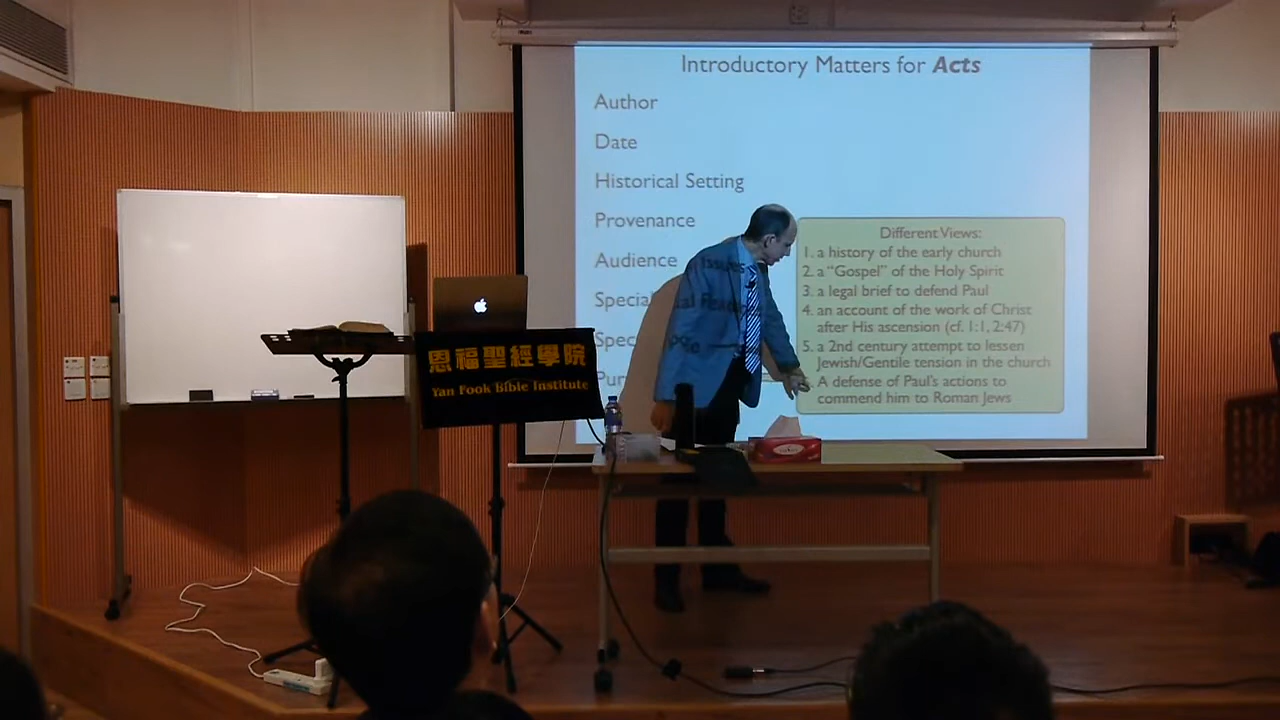 Introductory Matters for Acts
Author
Date
Historical Setting
Provenance
Audience
Special
Spec
Pur
Different Views:
1. a history of the early church
2. a “Gospel” of the Holy Spirit
3. a legal brief to defend Paul
4. an account of the work of Christ
after His ascension (cf. 1:1, 2:47)
5. a 2nd century attempt to lessen
Jewish/Gentile tension in the church
A defense of Paul's actions to
commend him to Roman Jews
恩福聖經學院
Yan Fook Bible Institute